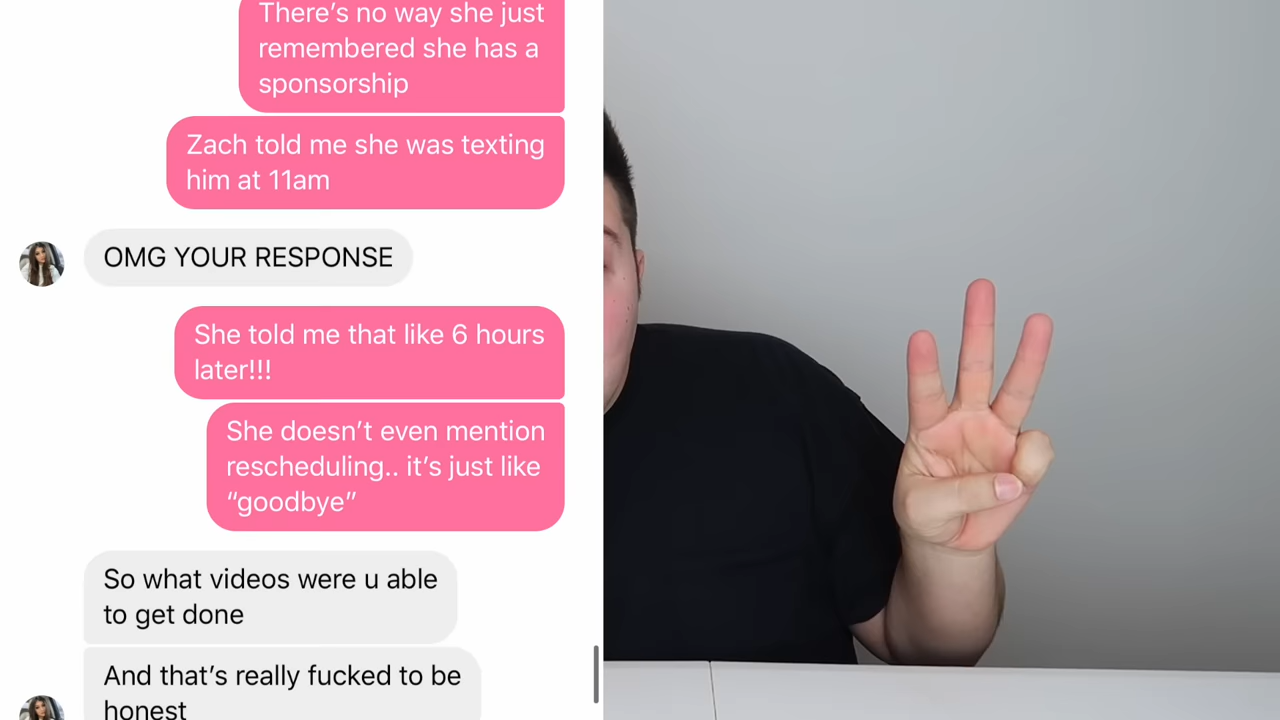 There’s no way she just
remembered she has a
sponsorship
Zach told me she was texting
him at 11am
OMG YOUR RESPONSE
She told me that like 6 hours
later!!!
She doesn’t even mention
rescheduling.. it’s just like
“goodbye”
So what videos were u able
to get done
And that’s really fucked to be
honest